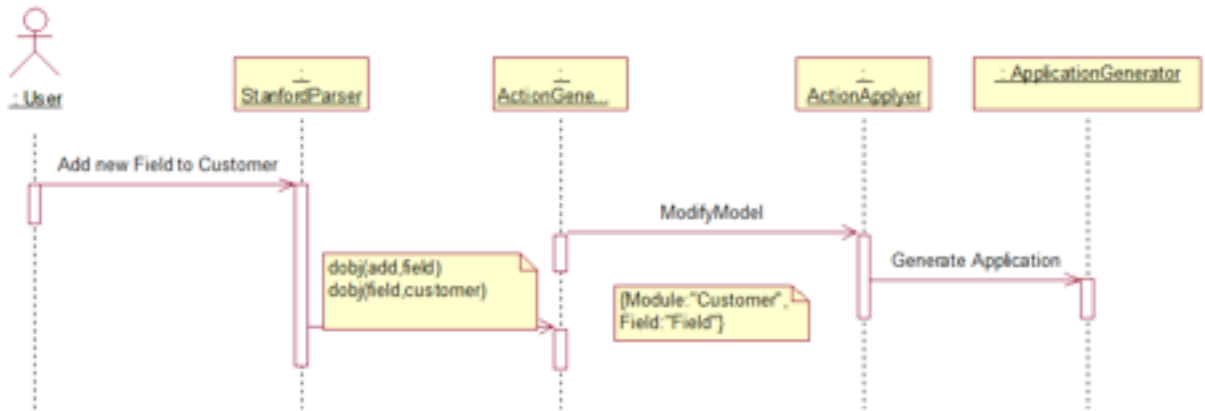 : User
:
StanfordParser
:
ActionGene...
:
ActionApplyer
: ApplicationGenerator
Add new Field to Customer
ModifyModel
Generate Application
dobj(add,field)
dobj(field,customer)
{Module:"Customer",
Field:"Field"}